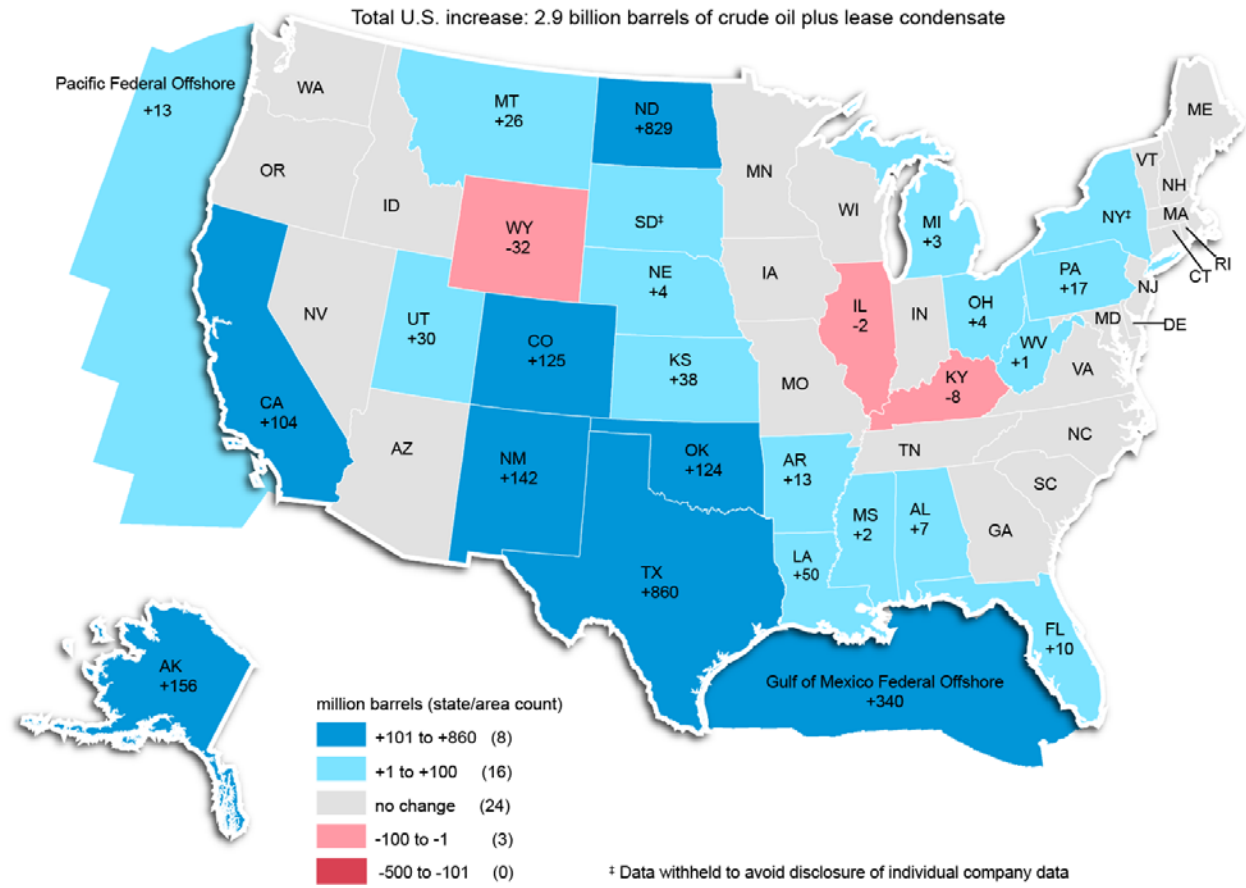 Total U.S. increase: 2.9 billion barrels of crude oil plus lease condensate
Pacific Federal Offshore
+13
WA
MT
+26
ND
+829
ME
OR
ID
MN
VT
NH
WY
-32
SD‡
WI
MI
+3
NY‡
MA
RI
CT
NE
+4
IA
PA
+17
NJ
NV
UT
+30
CO
+125
IL
-2
IN
OH
+4
MD
DE
WV
+1
KS
+38
MO
KY
-8
VA
CA
+104
AZ
NM
+142
OK
+124
AR
+13
TN
NC
SC
MS
+2
AL
+7
GA
TX
+860
LA
+50
FL
+10
AK
+156
Gulf of Mexico Federal Offshore
+340
million barrels (state/area count)
+101 to +860 (8)
+1 to +100 (16)
no change (24)
-100 to -1 (3)
-500 to -101 (0)
‡ Data withheld to avoid disclosure of individual company data